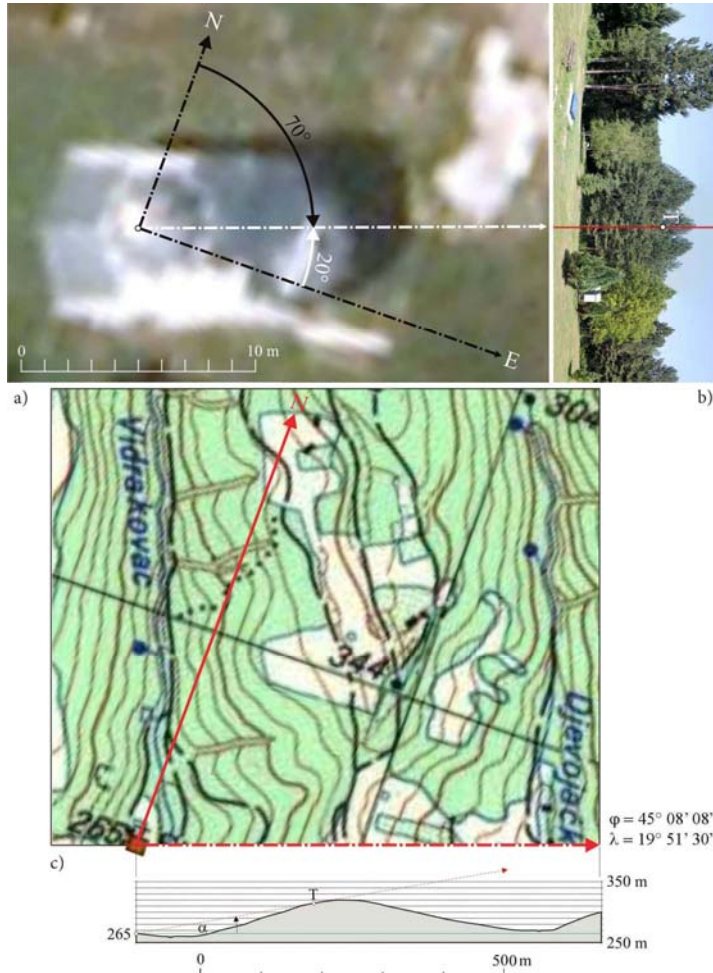 N
70°
20°
0 10 m
E
T
a)
b)
N
304
Vidrakovac
344
Djevojačk
265
φ = 45° 08' 08'
λ = 19° 51' 30'
c)
T
350 m
α
265
250 m
0 500 m